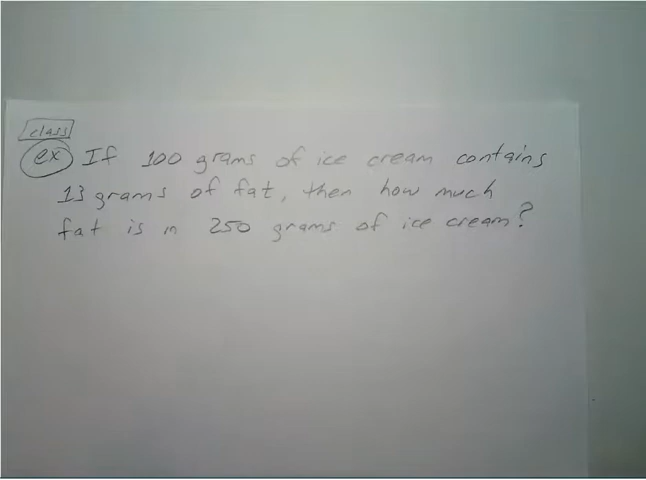 class
ex If 100 grams of ice cream contains
13 grams of fat, then how much
fat is in 250 grams of ice cream?